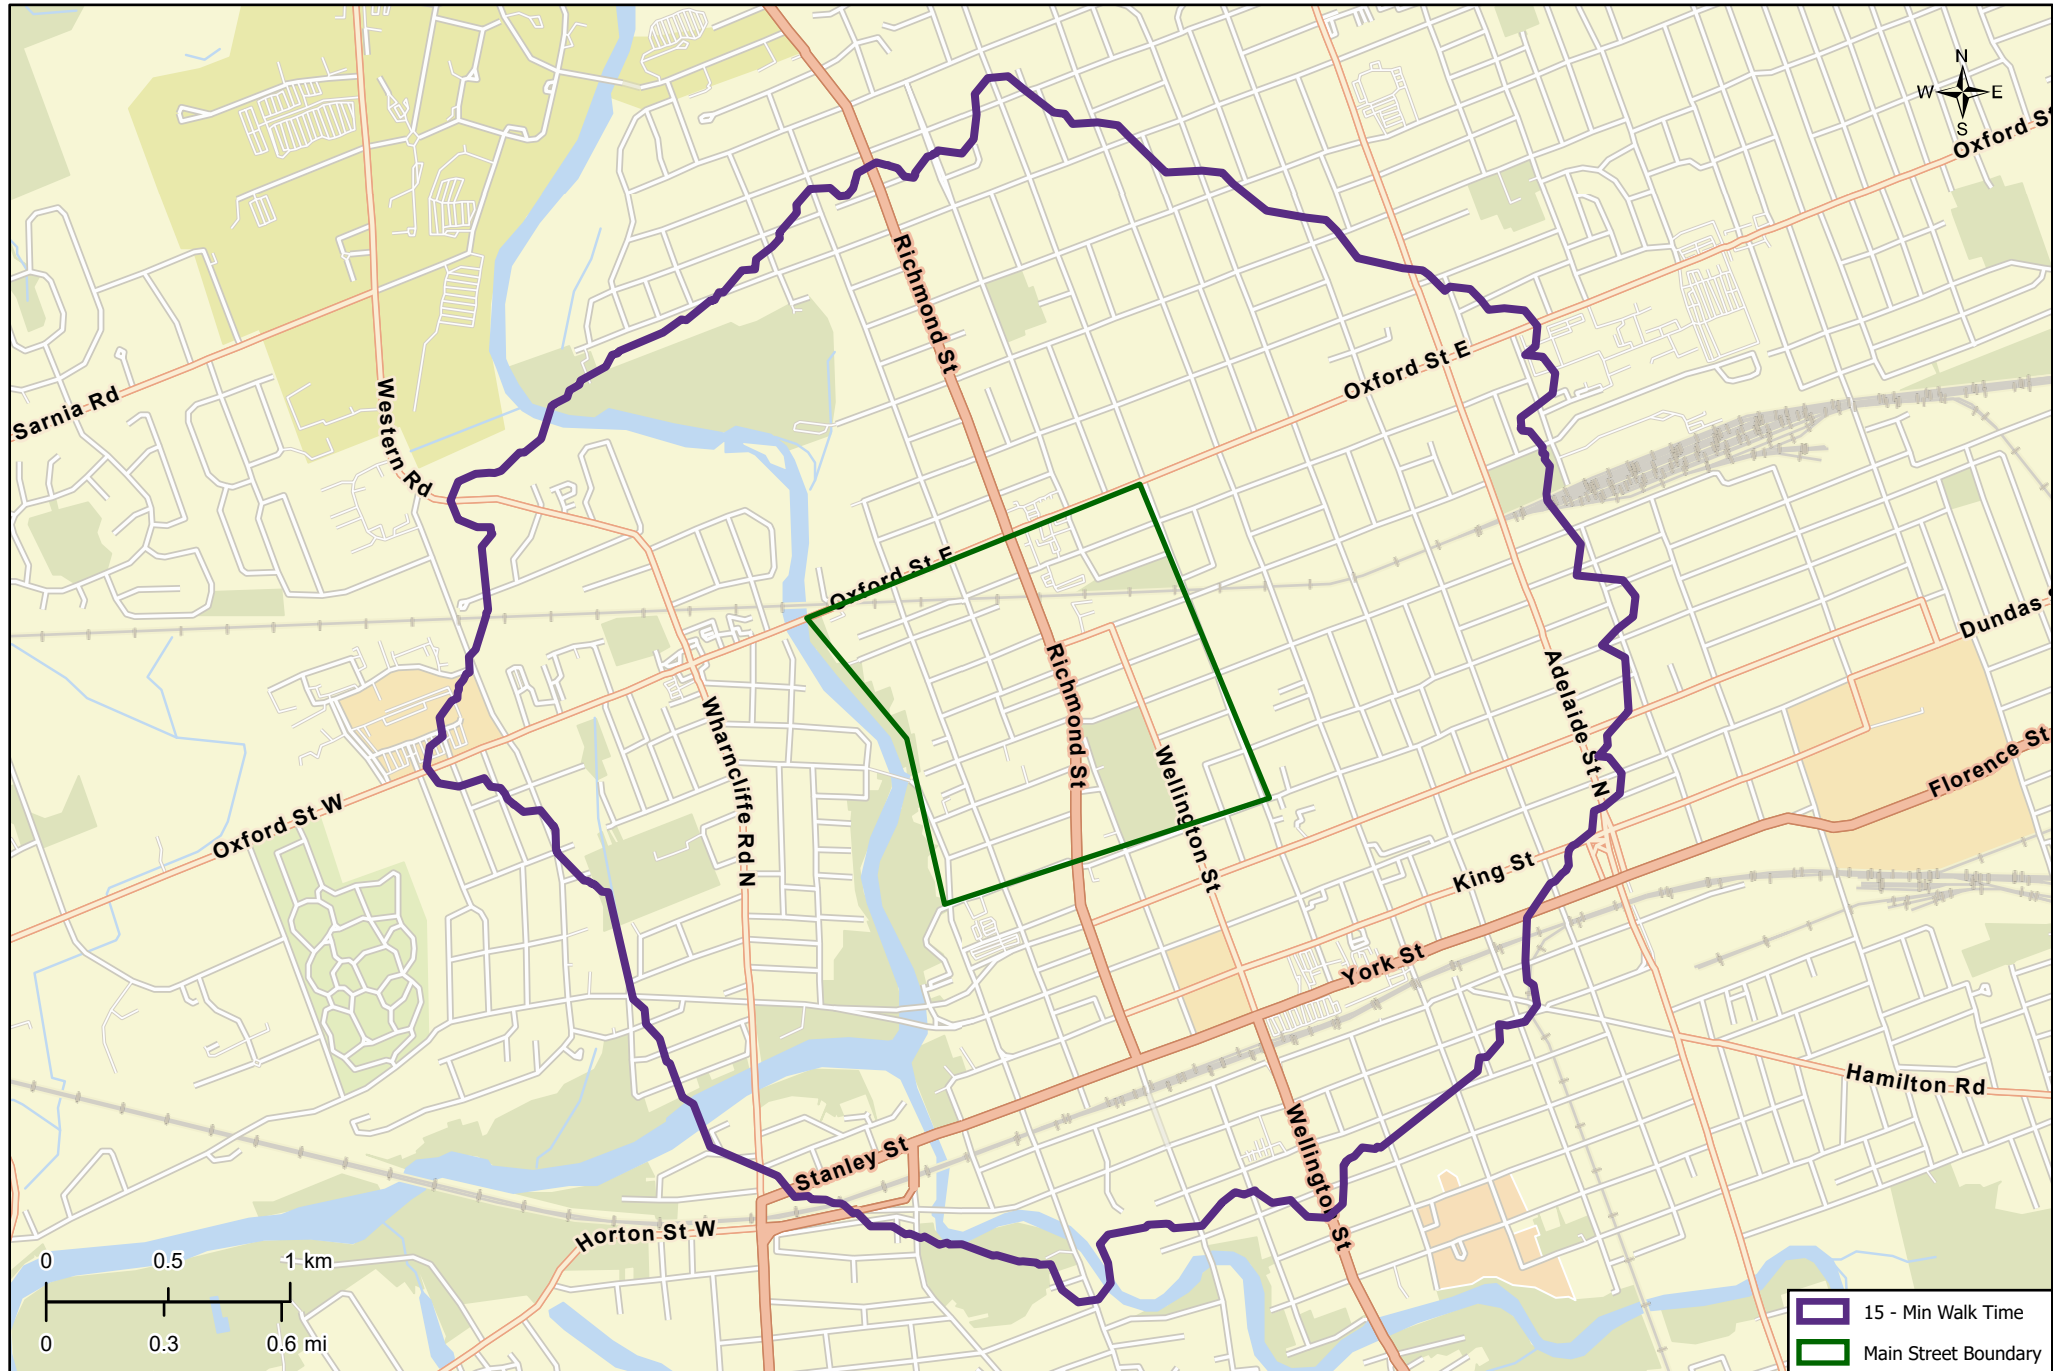 N
W E
S
Oxford St
Richmond St
Oxford St E
Sarnia Rd
Western Rd
Oxford St E
Dundas S
Richmond St
Adelaide St N
Wharncliffe Rd N
Wellington St
Florence St
Oxford St W
King St
York St
Hamilton Rd
Wellington St
Stanley St
Horton St W
0 0.5 1 km
0 0.3 0.6 mi
15 - Min Walk Time
Main Street Boundary